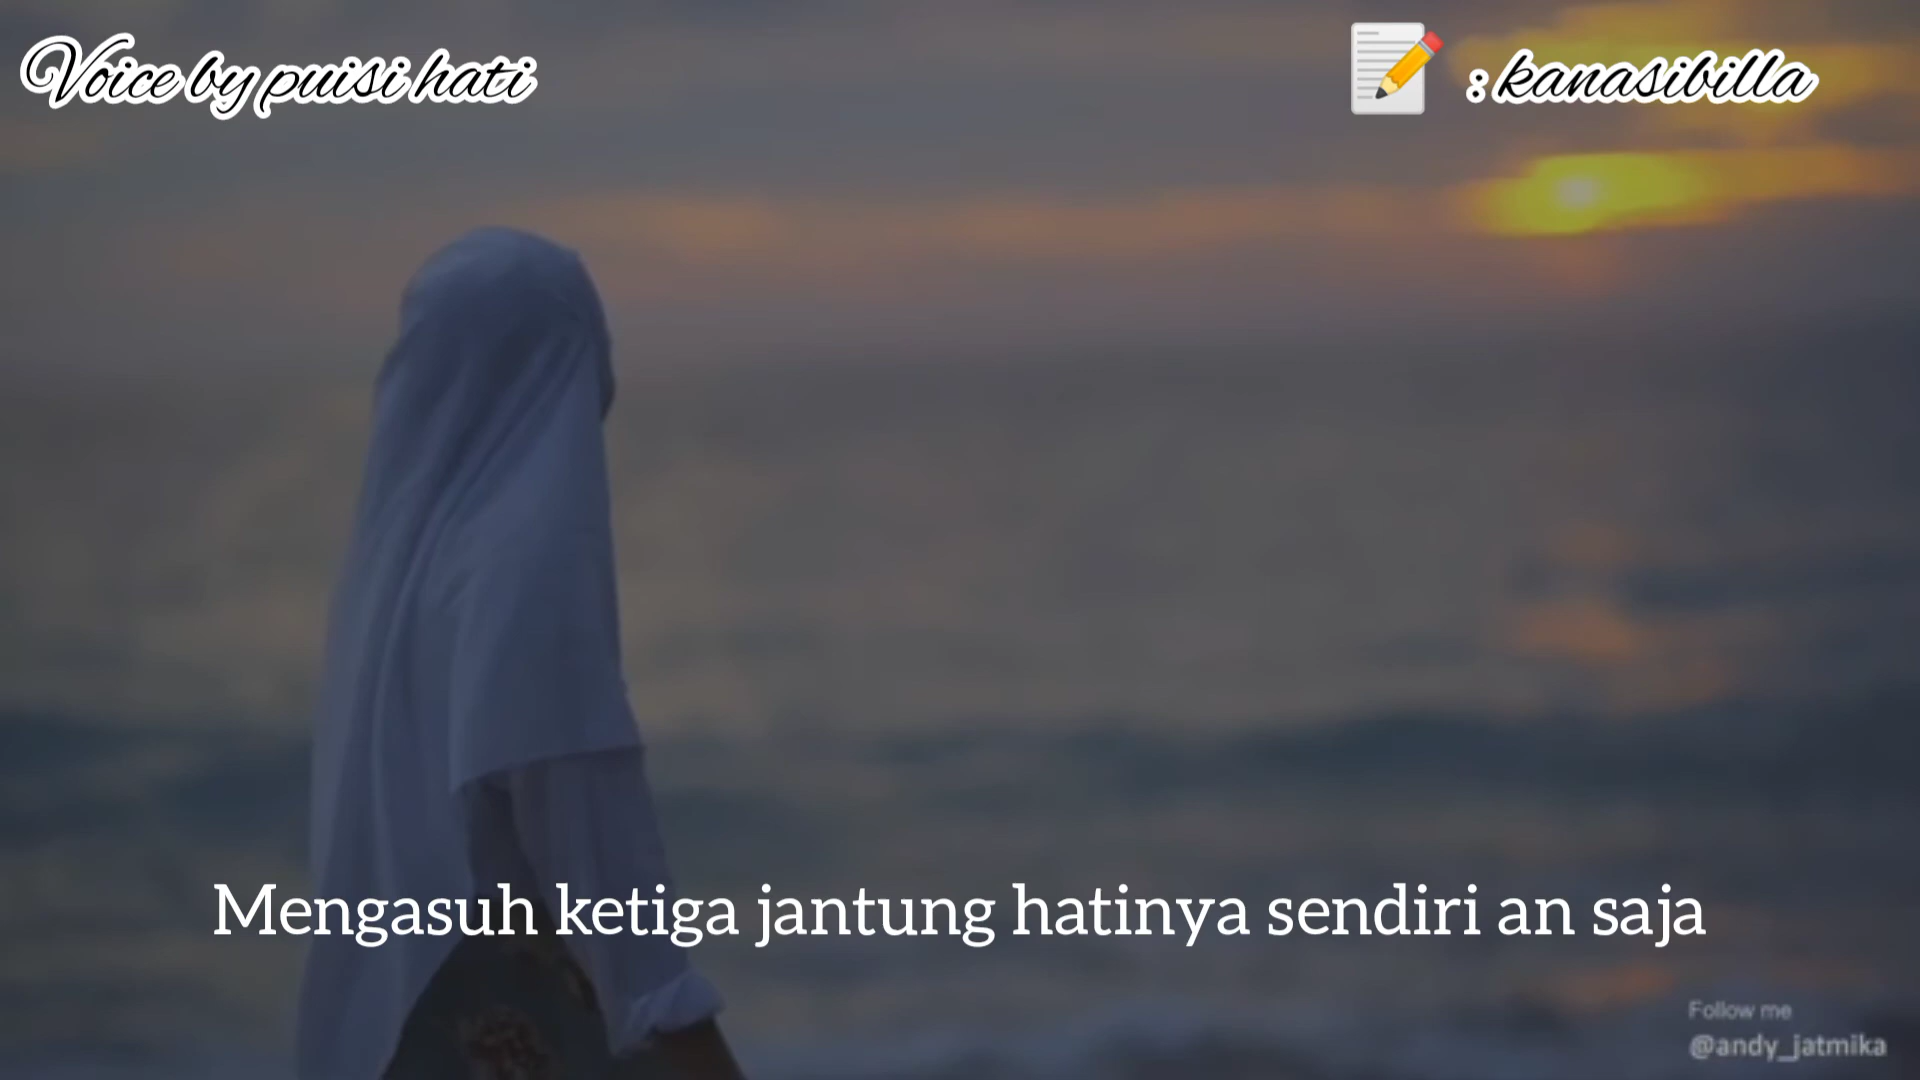 Voice by puisi hati
: kanasibilla
Mengasuh ketiga jantung hatinya sendiri an saja
Follow me
@andy_jatmika